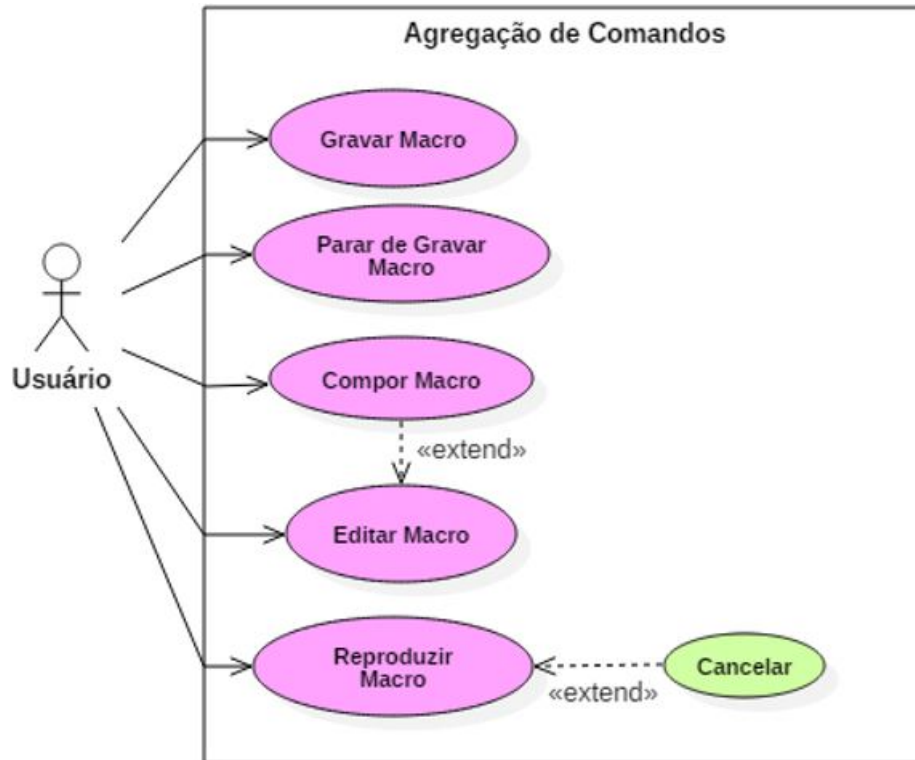 Agregação de Comandos
Gravar Macro
Parar de Gravar
Macro
Usuário
Compor Macro
«extend»
Editar Macro
Reproduzir
Macro
Cancelar
«extend»